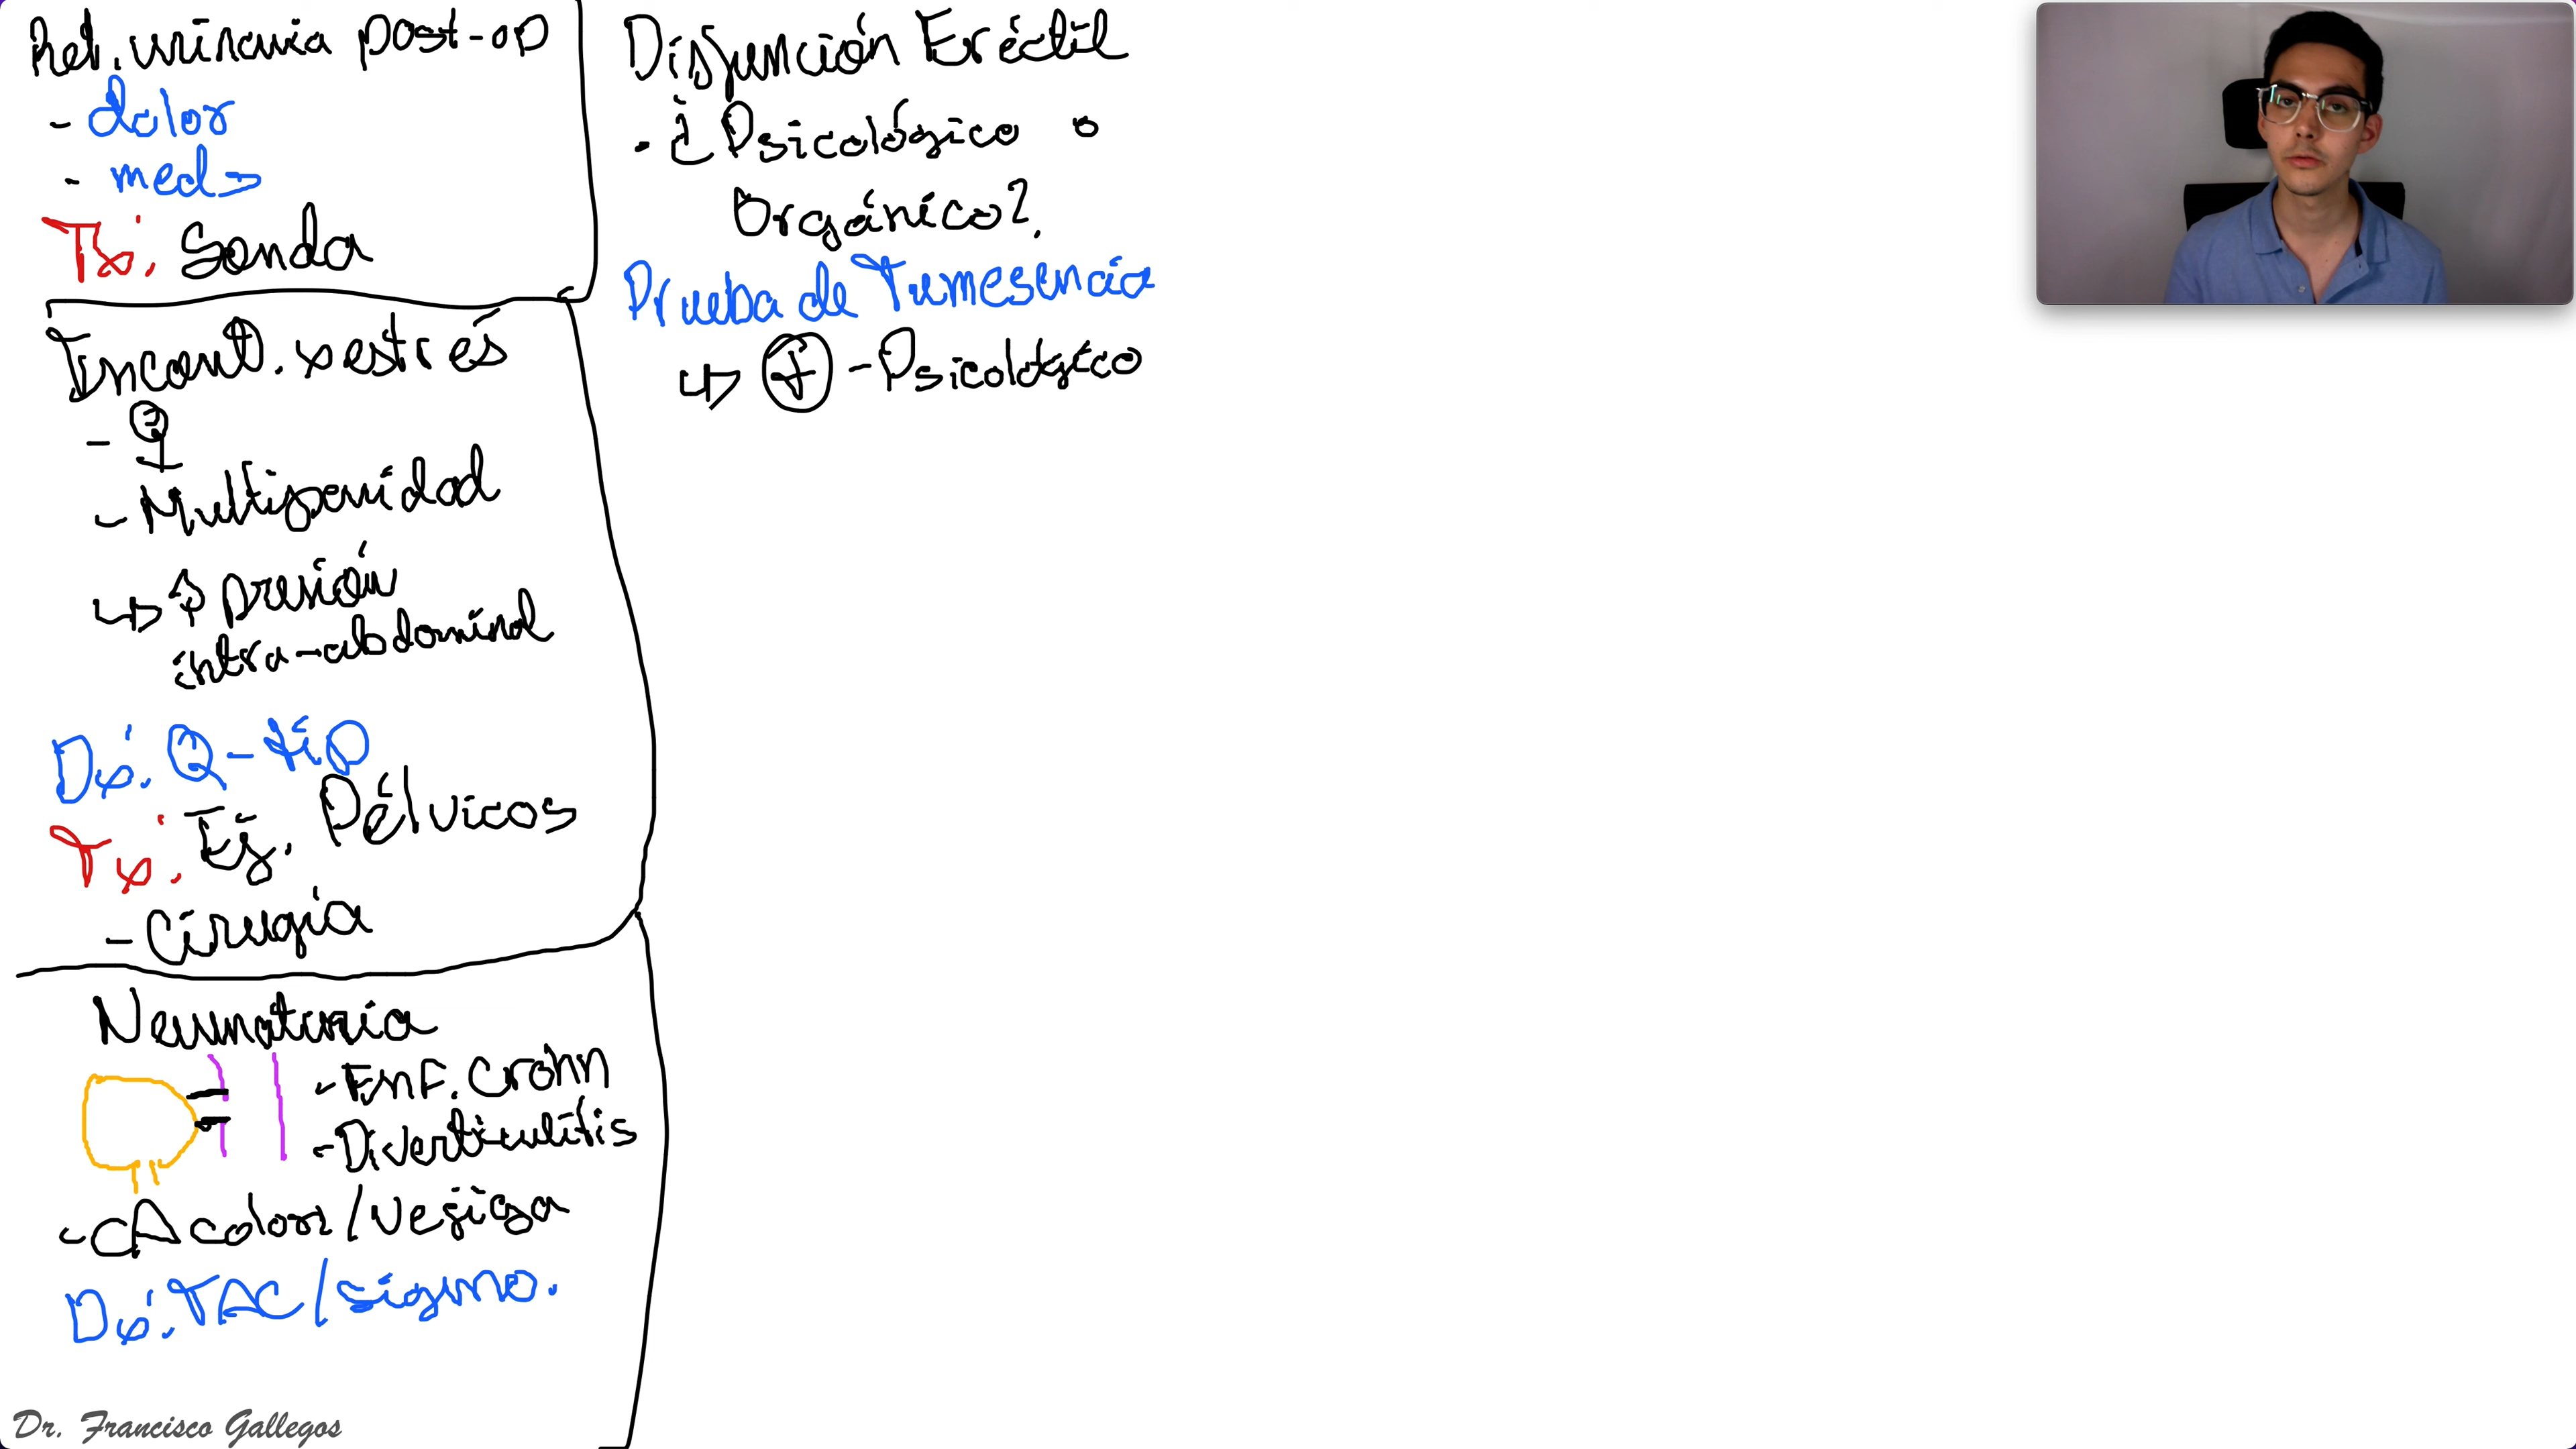 Ret. urinaria post-op
- dolor
- meds
Tx: Sonda
Incont. x estrés
- ♀
- Multiparidad
↳ ↑ presión
intra-abdominal
Dx: Q-tip
Tx: Ej. Pélvicos
- Cirugía
Neumaturia
- Enf. Crohn
- Diverticulitis
- CA colon/vejiga
Dx: TAC/sigmo.
Disfunción Eréctil
- ¿Psicológico o
Orgánico?
Prueba de Tumesencia
↳ + - Psicológico
Dr. Francisco Gallegos